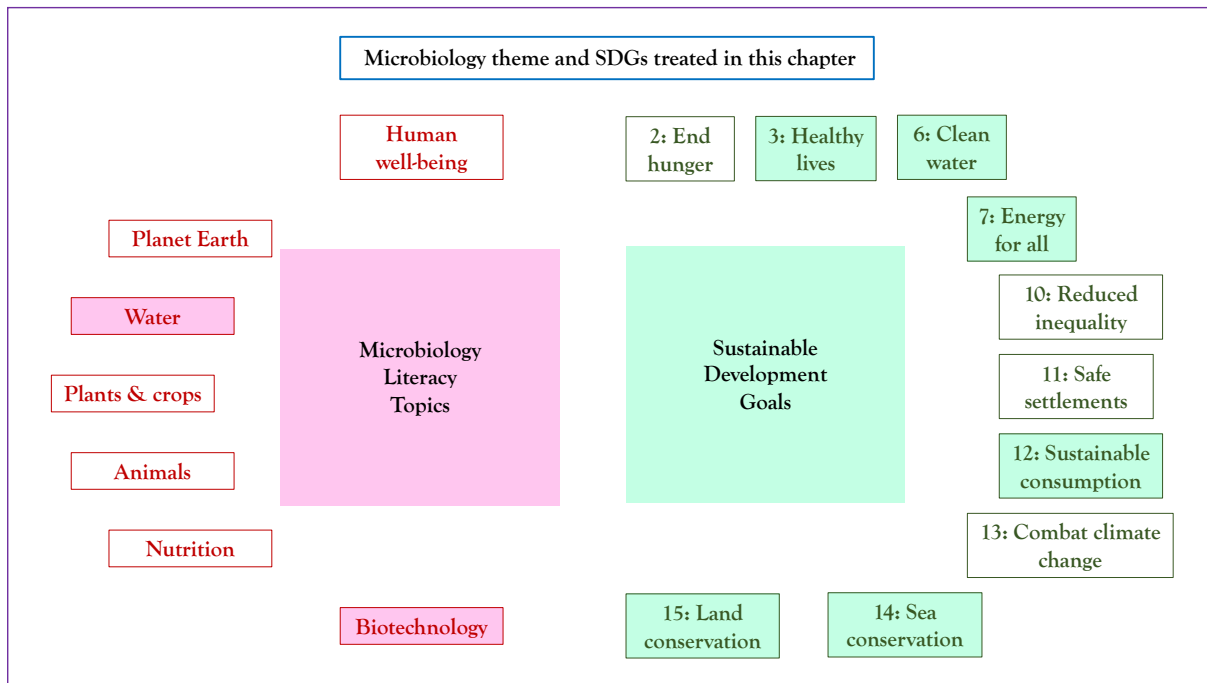 Microbiology theme and SDGs treated in this chapter
Human
well-being
Planet Earth
Water
Plants & crops
Animals
Nutrition
Biotechnology
Microbiology
Literacy
Topics
Sustainable
Development
Goals
2: End
hunger
3: Healthy
lives
6: Clean
water
7: Energy
for all
10: Reduced
inequality
11: Safe
settlements
12: Sustainable
consumption
13: Combat climate
change
14: Sea
conservation
15: Land
conservation